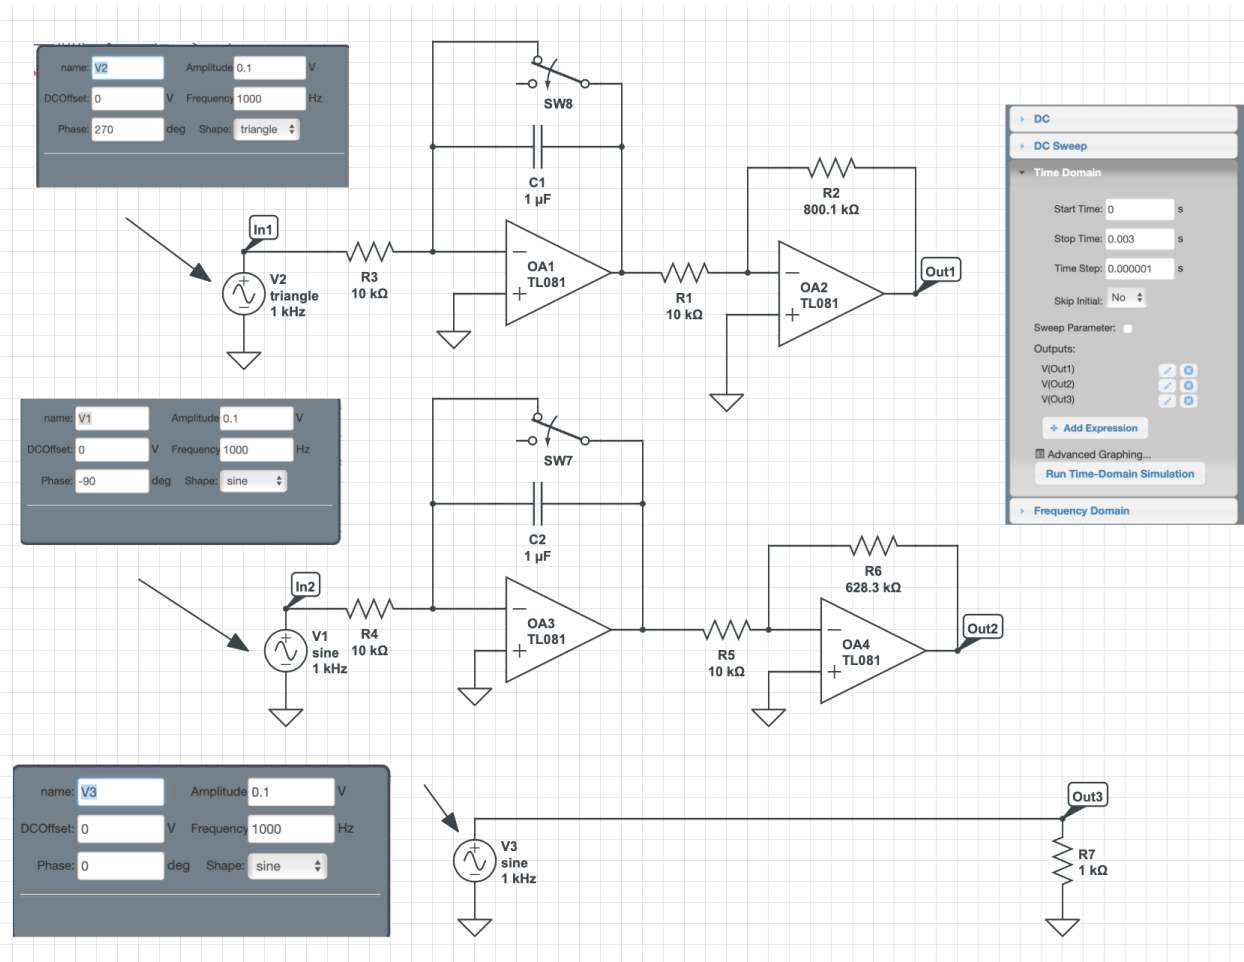 name: V2 Amplitude 0.1 V
DCOffset: 0 V Frequency 1000 Hz
Phase: 270 deg Shape: triangle
SW8
C1
1 µF
R2
800.1 kΩ
In1
R3
10 kΩ
V2
triangle
1 kHz
−
+
OA1
TL081
R1
10 kΩ
−
+
OA2
TL081
Out1
DC
DC Sweep
Time Domain
Start Time: 0 s
Stop Time: 0.003 s
Time Step: 0.000001 s
Skip Initial: No
Sweep Parameter:
Outputs:
V(Out1)
V(Out2)
V(Out3)
+ Add Expression
Advanced Graphing...
Run Time-Domain Simulation
Frequency Domain
name: V1 Amplitude 0.1 V
DCOffset: 0 V Frequency 1000 Hz
Phase: -90 deg Shape: sine
SW7
C2
1 µF
R6
628.3 kΩ
In2
R4
10 kΩ
V1
sine
1 kHz
−
+
OA3
TL081
R5
10 kΩ
−
+
OA4
TL081
Out2
name: V3 Amplitude 0.1 V
DCOffset: 0 V Frequency 1000 Hz
Phase: 0 deg Shape: sine
V3
sine
1 kHz
Out3
R7
1 kΩ